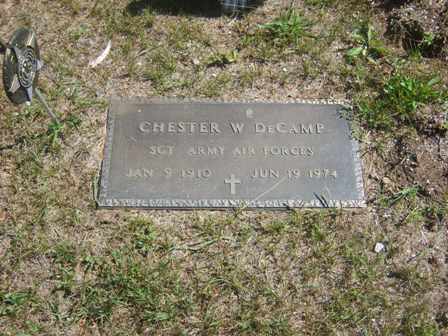 CHESTER W DECAMP
SGT ARMY AIR FORCES
JAN 9 1910 JUN 19 1974